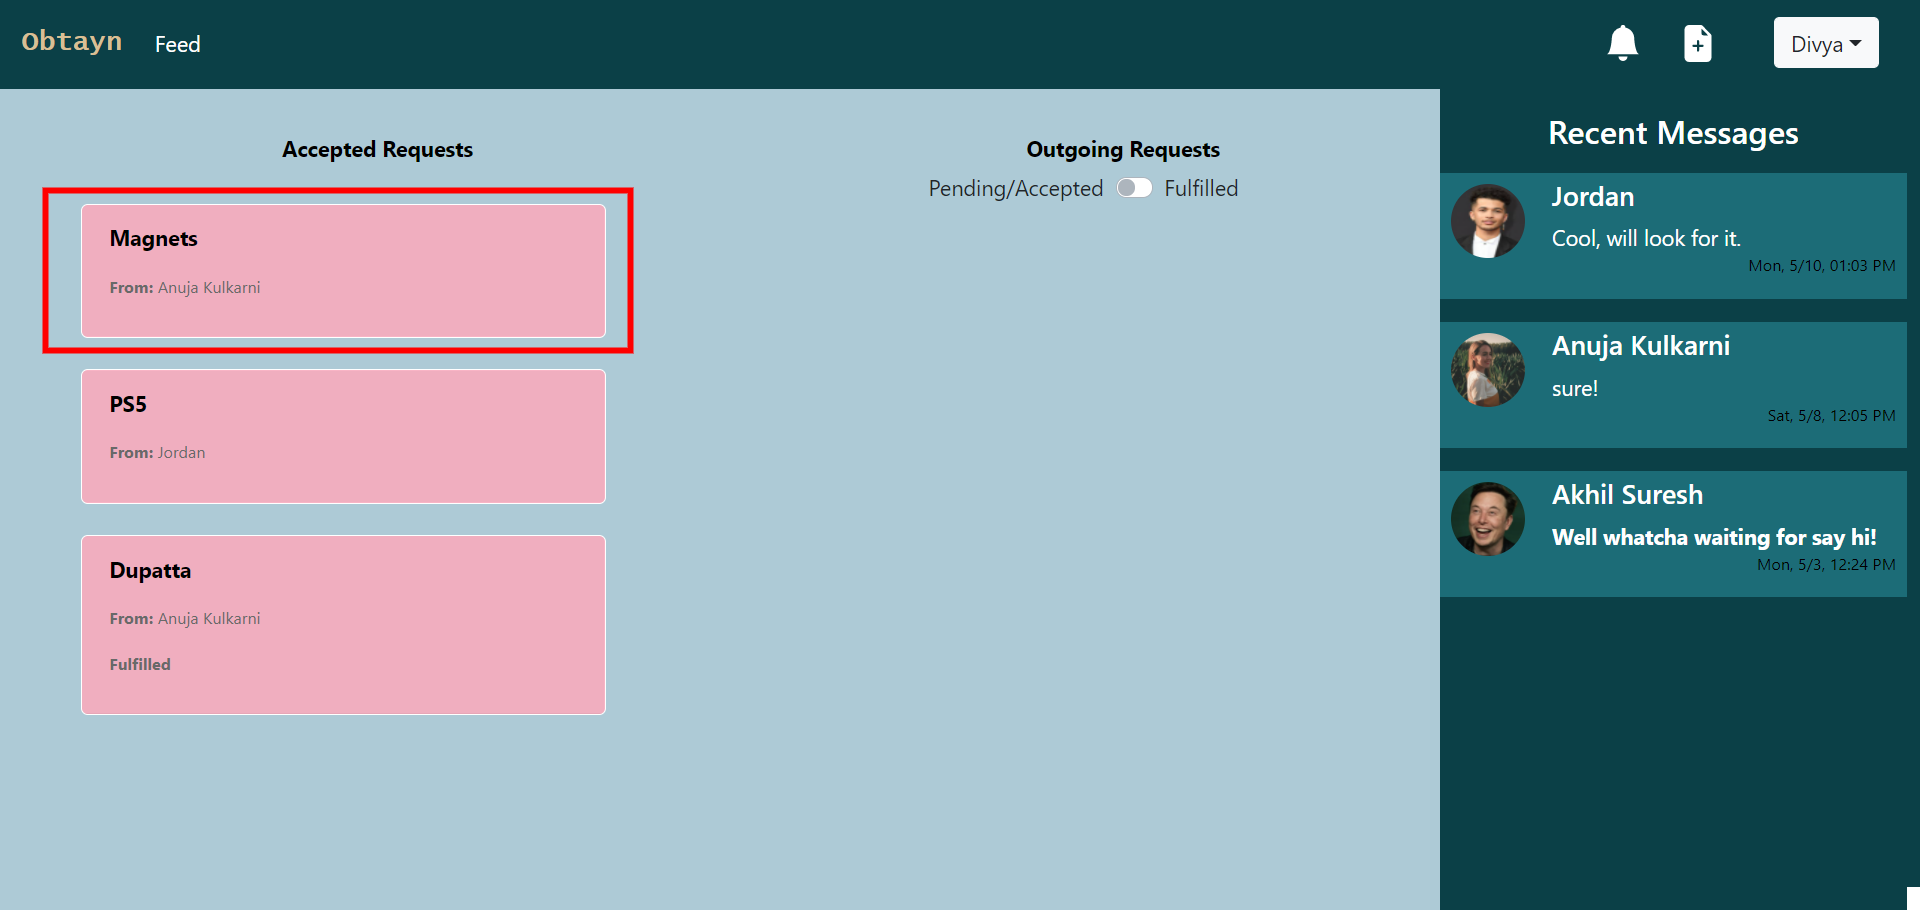 Obtayn
Feed
Divya
Accepted Requests
Magnets
From: Anuja Kulkarni
PS5
From: Jordan
Dupatta
From: Anuja Kulkarni
Fulfilled
Outgoing Requests
Pending/Accepted Fulfilled
Recent Messages
Jordan
Cool, will look for it.
Mon, 5/10, 01:03 PM
Anuja Kulkarni
sure!
Sat, 5/8, 12:05 PM
Akhil Suresh
Well whatcha waiting for say hi!
Mon, 5/3, 12:24 PM